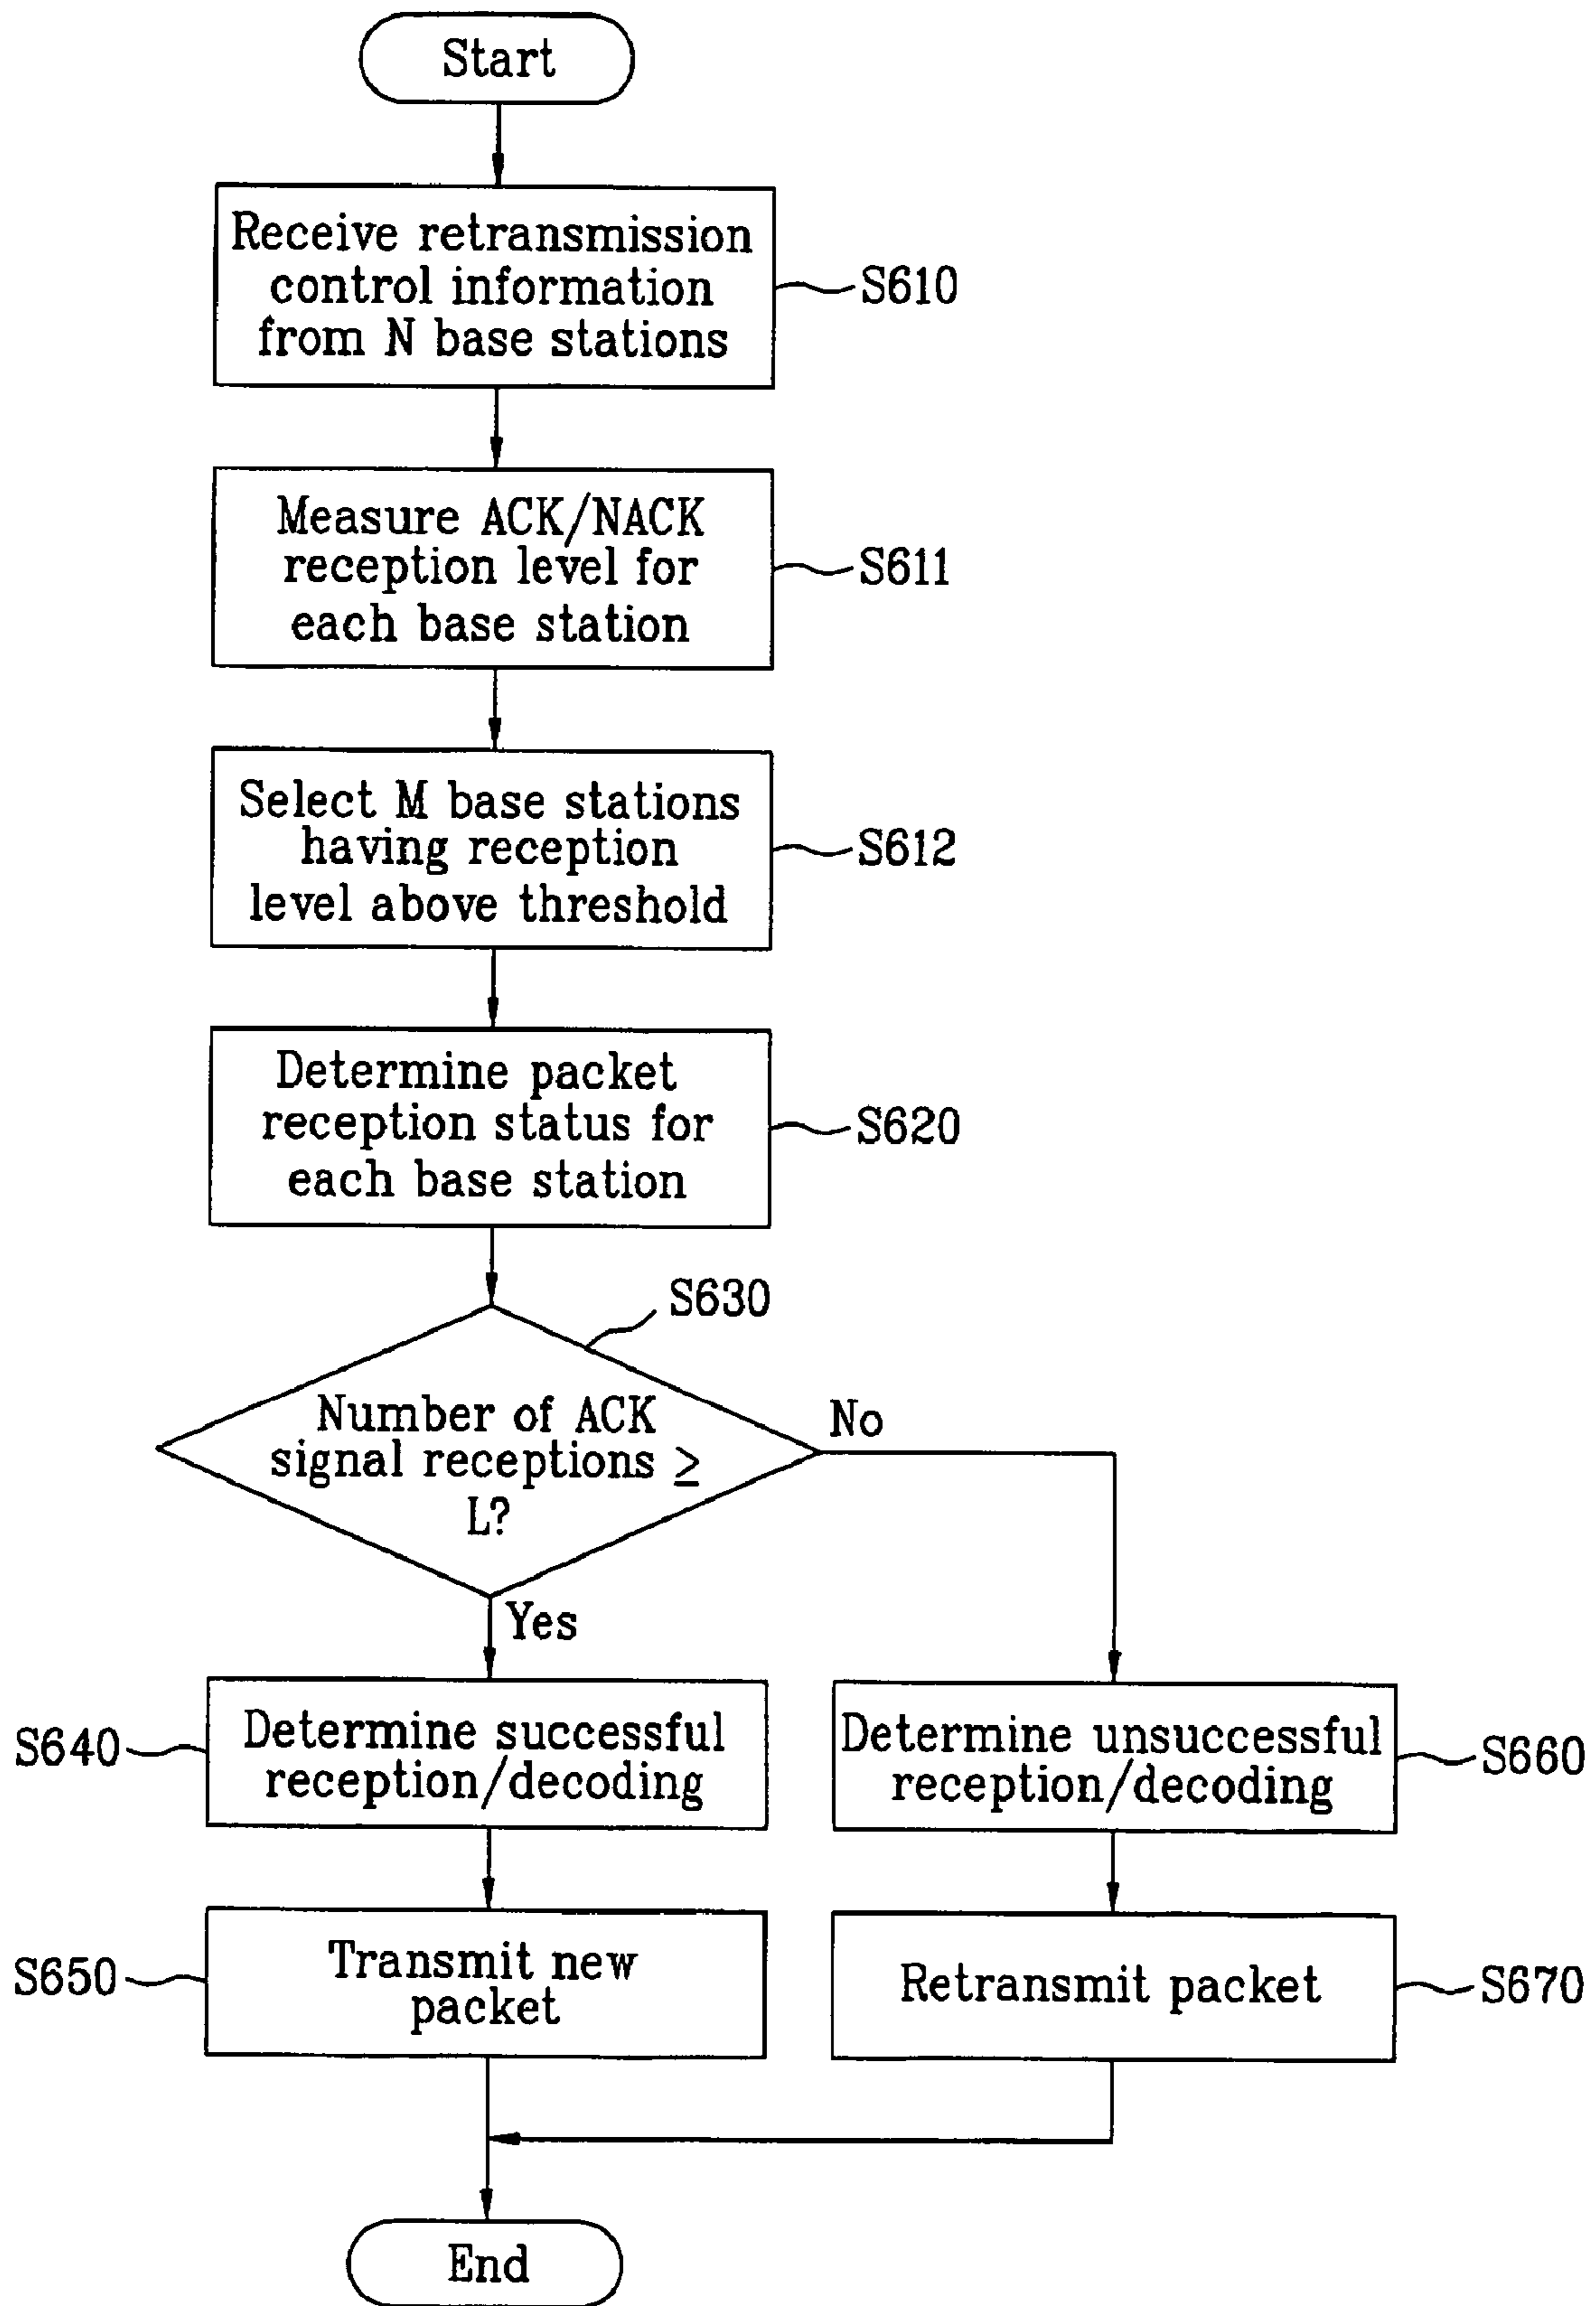 Start
Receive retransmission
control information
from N base stations
S610
Measure ACK/NACK
reception level for
each base station
S611
Select M base stations
having reception
level above threshold
S612
Determine packet
reception status for
each base station
S620
S630
Number of ACK
signal receptions ≥
L?
No
Yes
S640
Determine successful
reception/decoding
Determine unsuccessful
reception/decoding
S660
S650
Transmit new
packet
Retransmit packet
S670
End